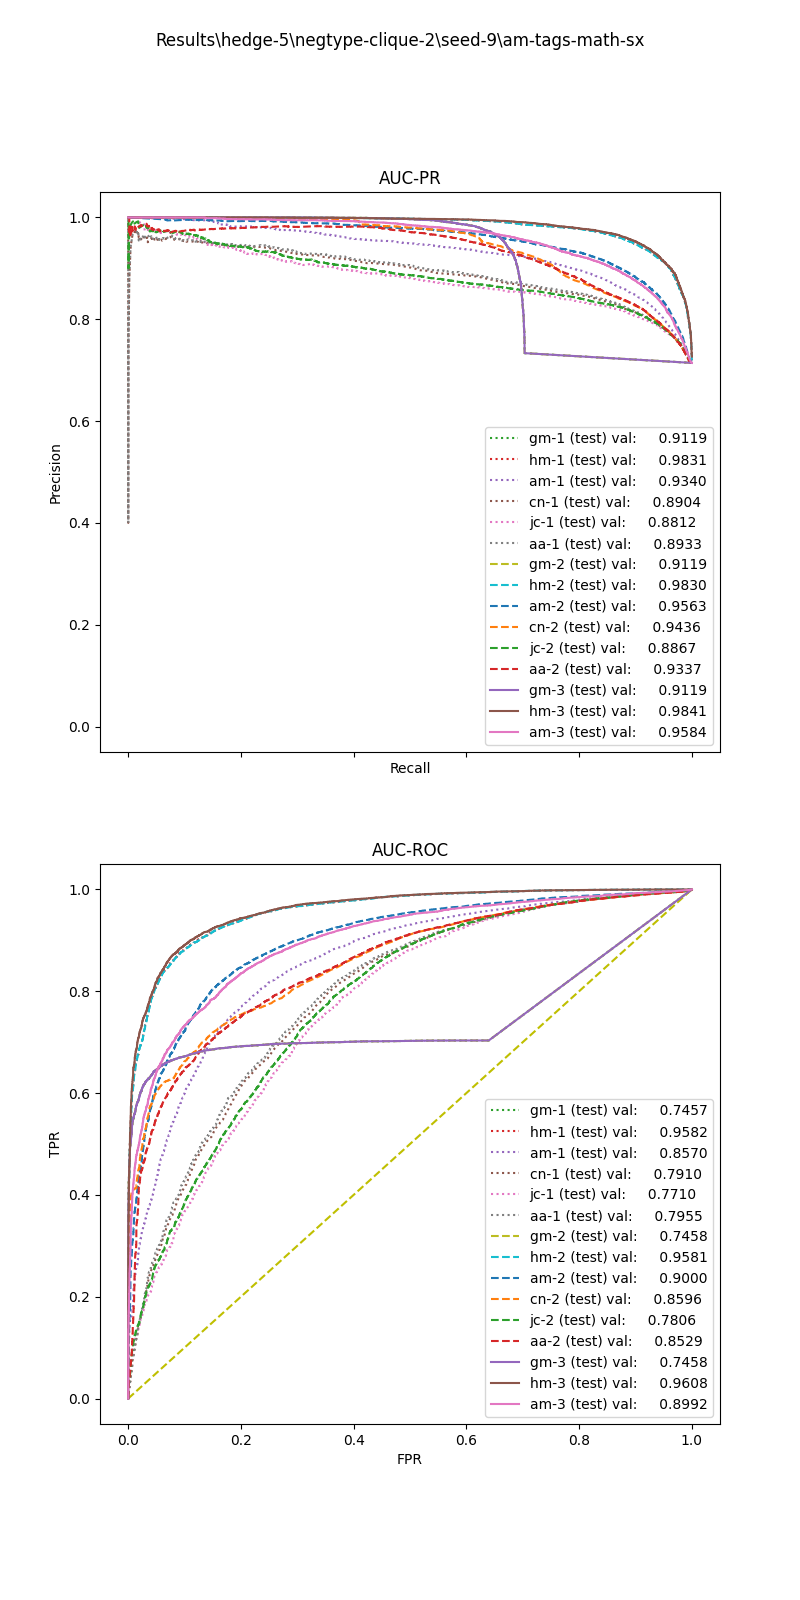 Results\hedge-5\negtype-clique-2\seed-9\am-tags-math-sx
AUC-PR
1.0
0.8
0.6
0.4
0.2
0.0
Precision
gm-1 (test) val: 0.9119
hm-1 (test) val: 0.9831
am-1 (test) val: 0.9340
cn-1 (test) val: 0.8904
jc-1 (test) val: 0.8812
aa-1 (test) val: 0.8933
gm-2 (test) val: 0.9119
hm-2 (test) val: 0.9830
am-2 (test) val: 0.9563
cn-2 (test) val: 0.9436
jc-2 (test) val: 0.8867
aa-2 (test) val: 0.9337
gm-3 (test) val: 0.9119
hm-3 (test) val: 0.9841
am-3 (test) val: 0.9584
Recall
AUC-ROC
1.0
0.8
0.6
0.4
0.2
0.0
TPR
gm-1 (test) val: 0.7457
hm-1 (test) val: 0.9582
am-1 (test) val: 0.8570
cn-1 (test) val: 0.7910
jc-1 (test) val: 0.7710
aa-1 (test) val: 0.7955
gm-2 (test) val: 0.7458
hm-2 (test) val: 0.9581
am-2 (test) val: 0.9000
cn-2 (test) val: 0.8596
jc-2 (test) val: 0.7806
aa-2 (test) val: 0.8529
gm-3 (test) val: 0.7458
hm-3 (test) val: 0.9608
am-3 (test) val: 0.8992
0.0 0.2 0.4 0.6 0.8 1.0
FPR